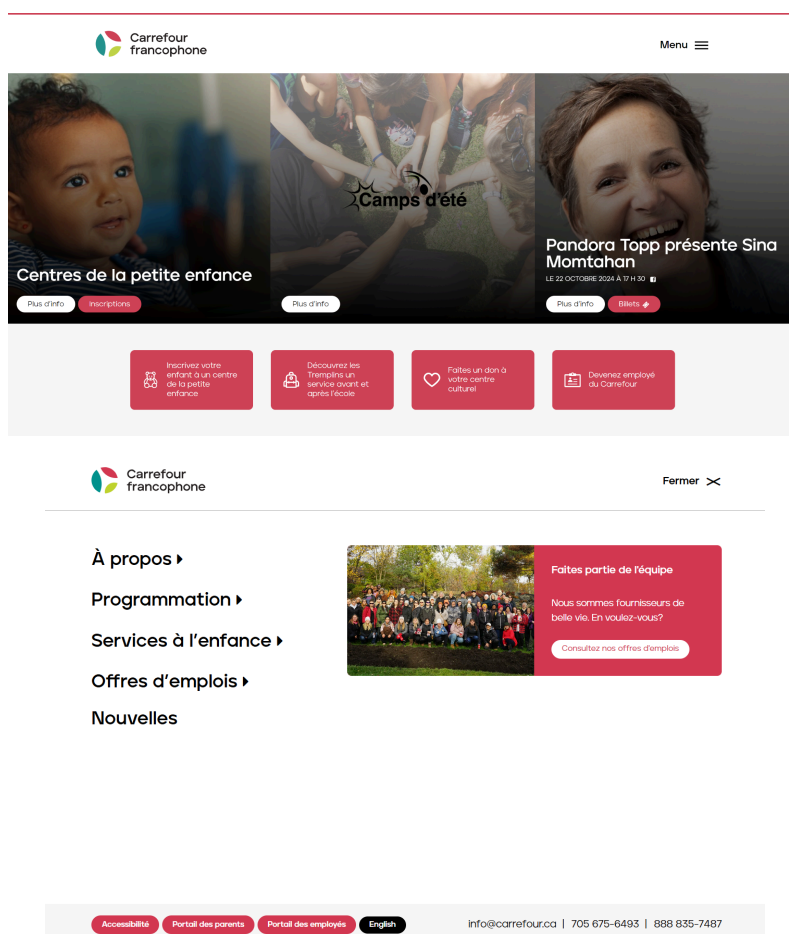 Carrefour
francophone
Menu
Centres de la petite enfance
Plus d'info
Inscriptions
Camps d'été
Plus d'info
Pandora Topp présente Sina
Momtahan
LE 22 OCTOBRE 2024 À 17 H 30
Plus d'info
Billets
Inscrivez votre
enfant à un centre
de la petite
enfance
Découvrez les
Tremplins un
service avant et
après l'école
Faites un don à
votre centre
culturel
Devenez employé
du Carrefour
Carrefour
francophone
Fermer
À propos
Programmation
Services à l'enfance
Offres d'emplois
Nouvelles
Faites partie de l'équipe
Nous sommes fournisseurs de
belle vie. En voulez-vous?
Consultez nos offres d'emplois
Accessibilité
Portail des parents
Portail des employés
English
info@carrefour.ca | 705 675-6493 | 888 835-7487